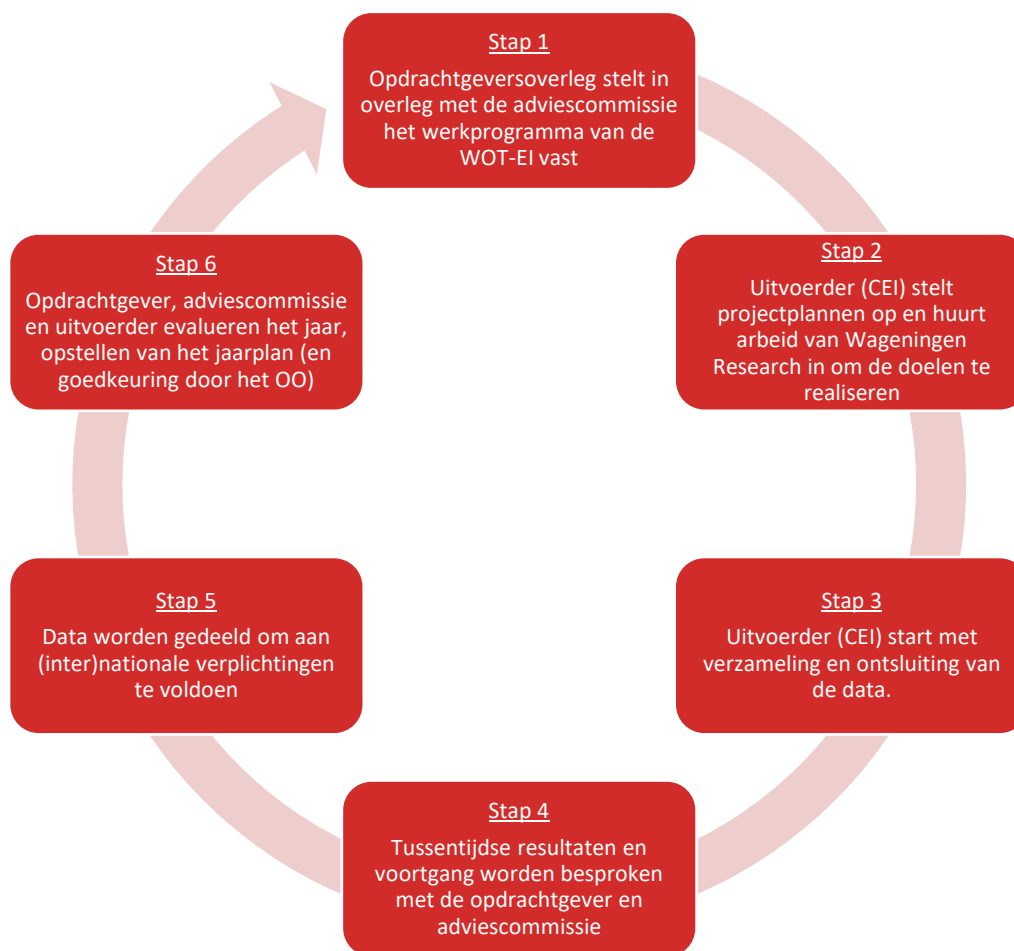 Stap 1
Opdrachtgeversoverleg stelt in
overleg met de adviescommissie
het werkprogramma van de
WOT-EI vast
Stap 2
Uitvoerder (CEI) stelt
projectplannen op en huurt
arbeid van Wageningen
Research in om de doelen te
realiseren
Stap 3
Uitvoerder (CEI) start met
verzameling en ontsluiting van
de data.
Stap 4
Tussentijdse resultaten en
voortgang worden besproken
met de opdrachtgever en
adviescommissie
Stap 5
Data worden gedeeld om aan
(inter)nationale verplichtingen
te voldoen
Stap 6
Opdrachtgever, adviescommissie
en uitvoerder evalueren het jaar,
opstellen van het jaarplan (en
goedkeuring door het OO)